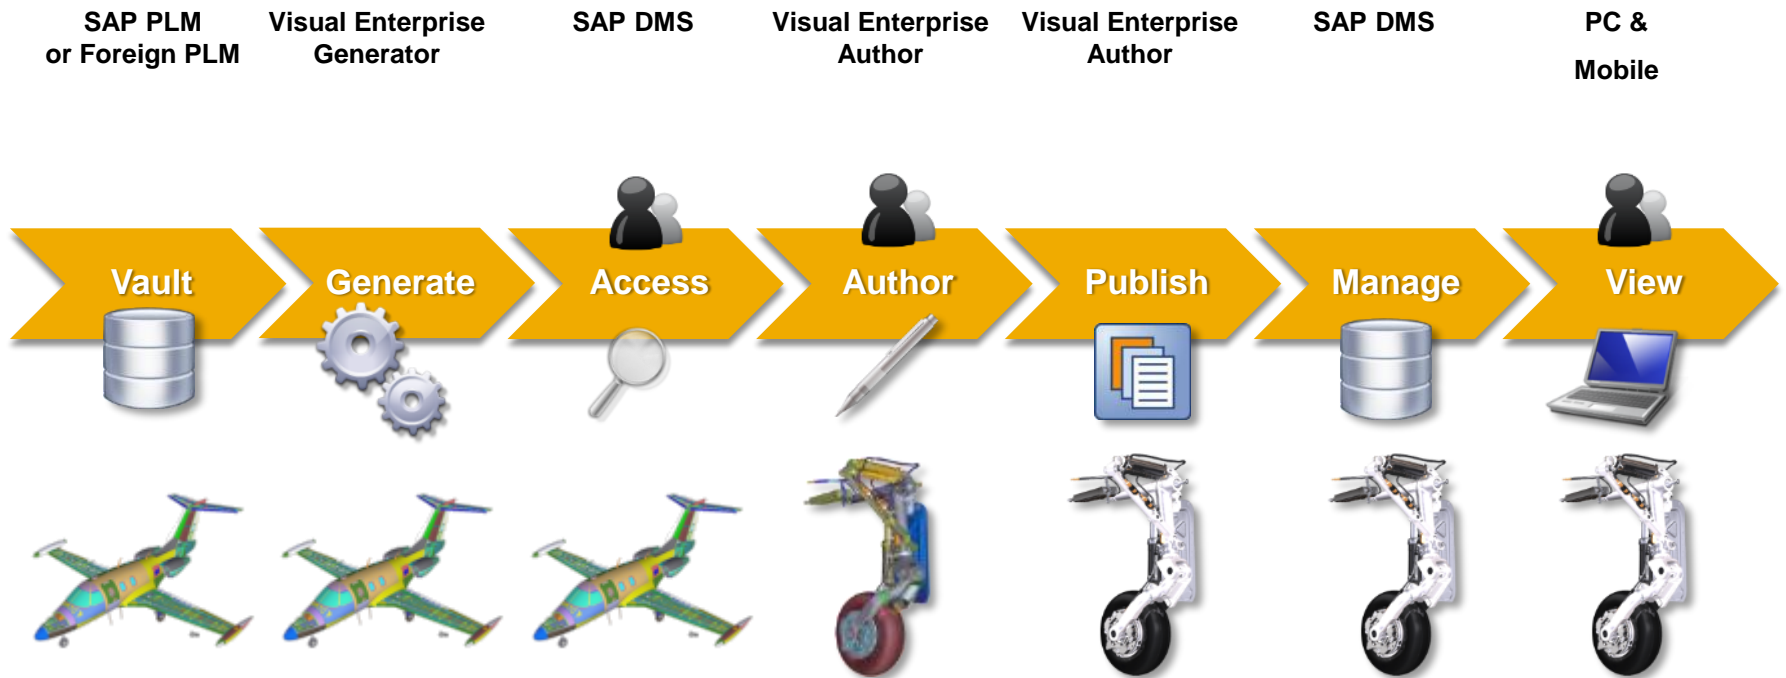 SAP PLM
or Foreign PLM
Visual Enterprise
Generator
SAP DMS
Visual Enterprise
Author
Visual Enterprise
Author
SAP DMS
PC &
Mobile
Vault
Generate
Access
Author
Publish
Manage
View